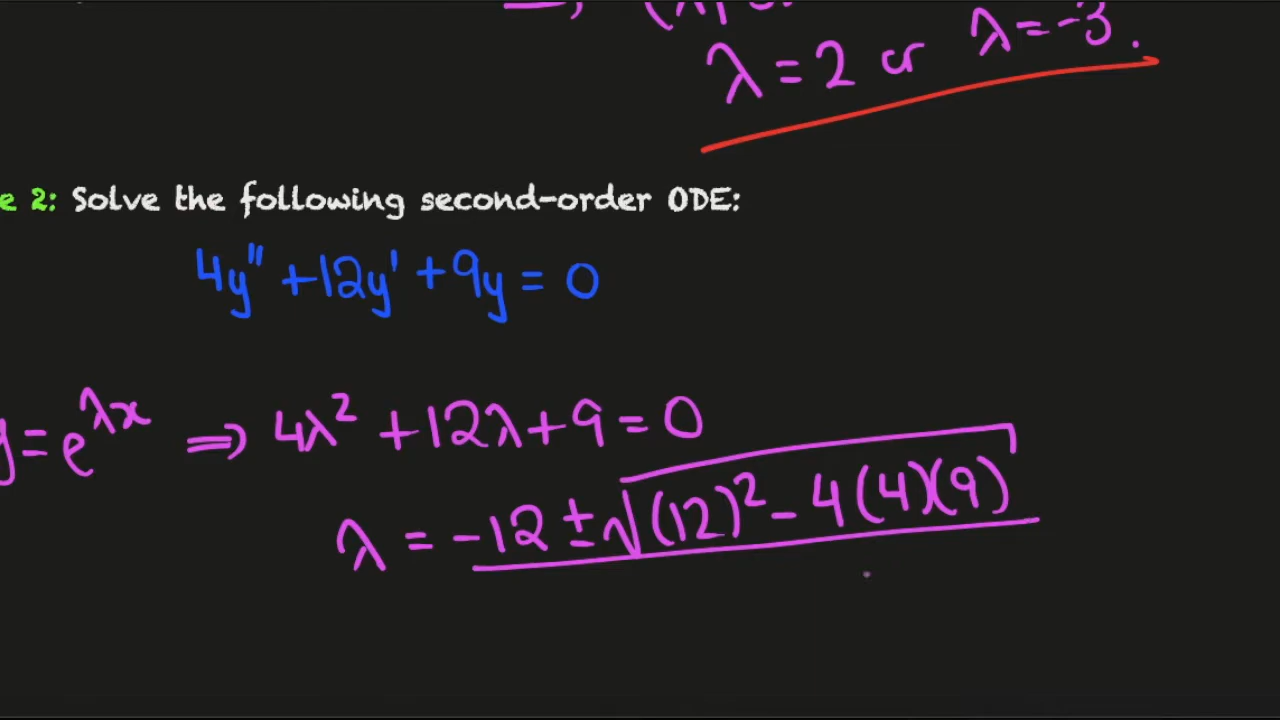 λ = 2 or λ = -3.
e 2: Solve the following second-order ODE:
4y'' + 12y' + 9y = 0
y = e^{λx} ⟹ 4λ² + 12λ + 9 = 0
λ = -12 ± √((12)² - 4(4)(9))